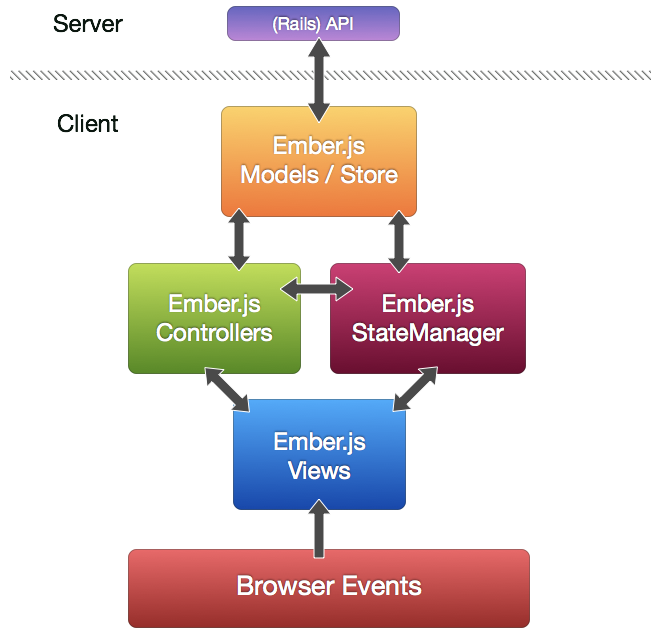 Server
(Rails) API
Client
Ember.js
Models / Store
Ember.js
Controllers
Ember.js
StateManager
Ember.js
Views
Browser Events